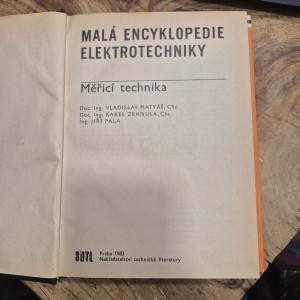 MALÁ ENCYKLOPEDIE
ELEKTROTECHNIKY
Měřicí technika
Doc. Ing. VLADISLAV MATYÁŠ, CSc.
Doc. Ing. KAREL ZEHNULA, CSc.
Ing. JIŘÍ PALA
SNTL
Praha 1983
Nakladatelství technické literatury